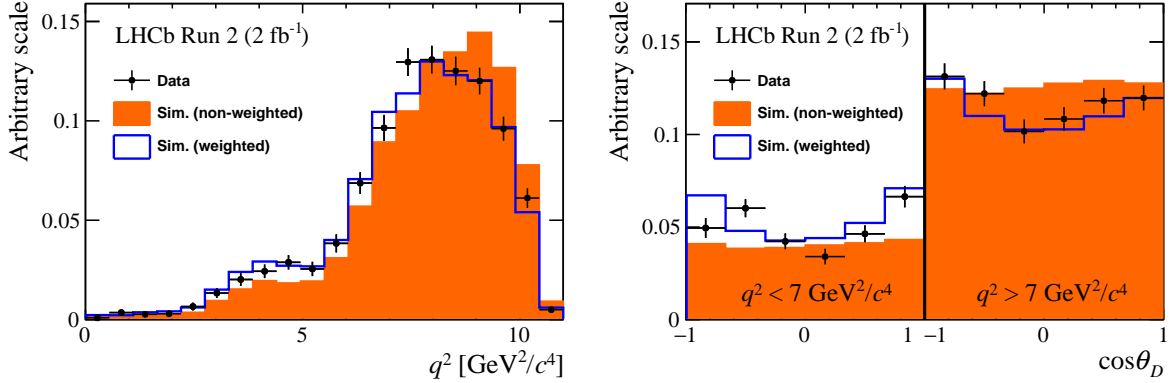 Arbitrary scale
0.15
0.1
0.05
0
LHCb Run 2 (2 fb⁻¹)
Data
Sim. (non-weighted)
Sim. (weighted)
0 5 10
q² [GeV²/c⁴]
Arbitrary scale
0.15
0.1
0.05
0
LHCb Run 2 (2 fb⁻¹)
Data
Sim. (non-weighted)
Sim. (weighted)
q² < 7 GeV²/c⁴
q² > 7 GeV²/c⁴
−1 0 1 −1 0 1
cosθ_D